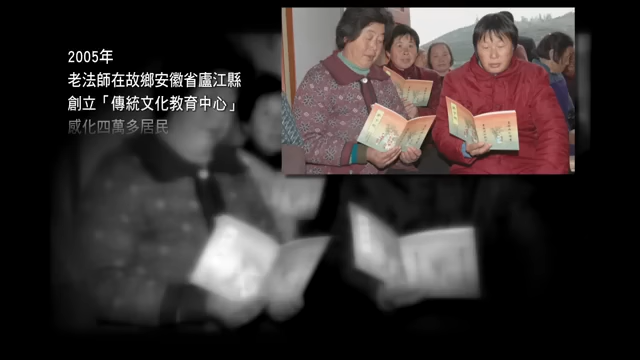 2005年
老法師在故鄉安徽省廬江縣
創立「傳統文化教育中心」
感化四萬多居民